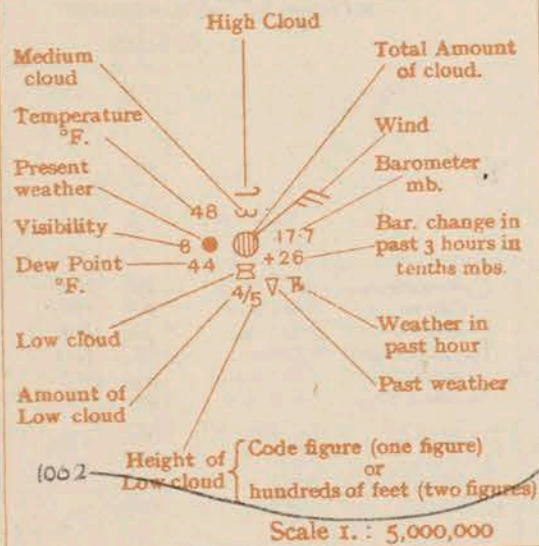 High Cloud
Medium
cloud
Total Amount
of cloud.
Temperature
°F.
Wind
Present
weather
Barometer
mb.
48
Visibility
8
17.7
Bar. change in
past 3 hours in
tenths mbs.
+26
Dew Point
°F.
44
4/5
Low cloud
Weather in
past hour
Amount of
Low cloud
Past weather
1002
Height of
Low cloud
Code figure (one figure)
or
hundreds of feet (two figures)
Scale 1. : 5,000,000